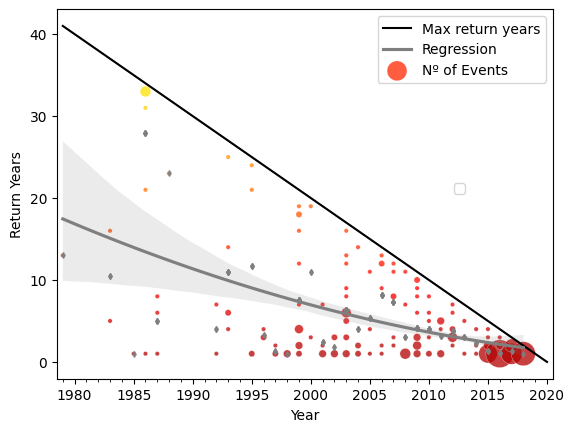 Max return years
Regression
Nº of Events
40
30
20
10
0
Return Years
1980 1985 1990 1995 2000 2005 2010 2015 2020
Year